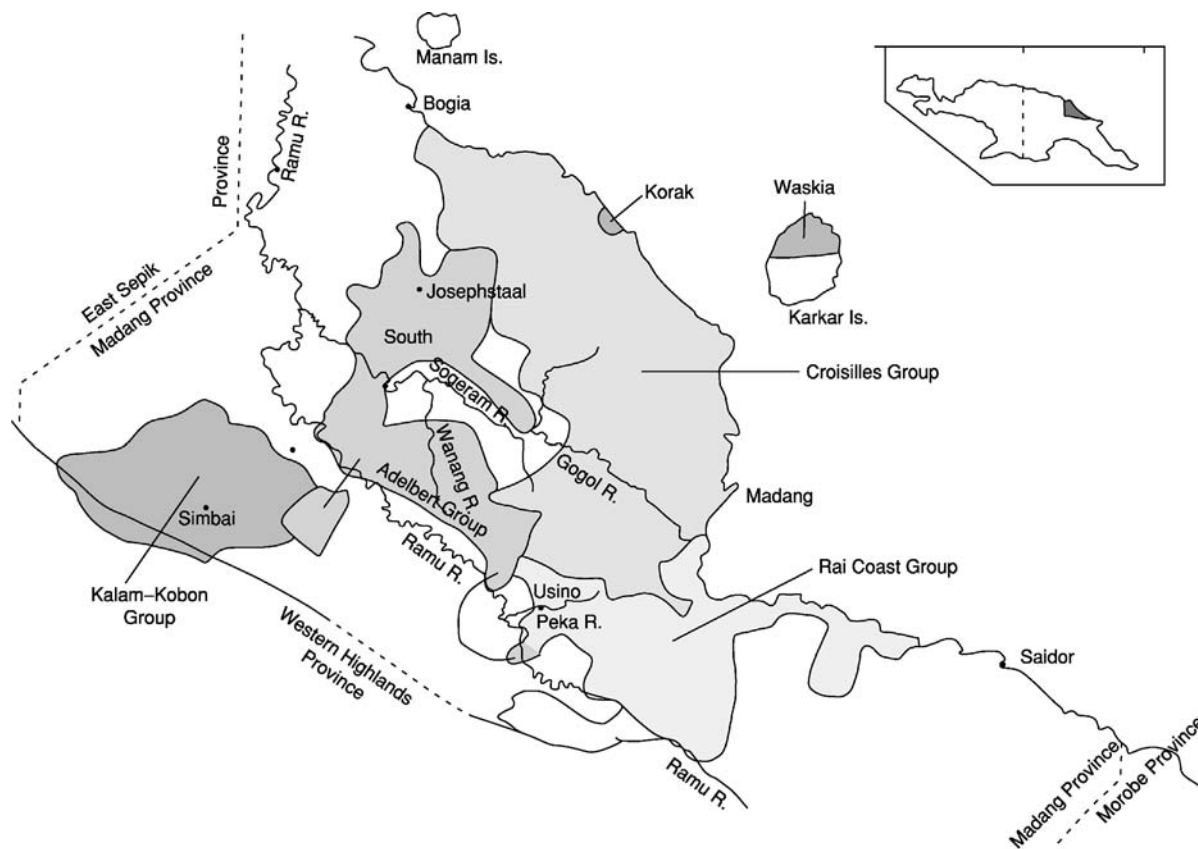 Manam Is.
Bogia
Ramu R.
Province
Korak
Waskia
East Sepik
Madang Province
Josephstaal
Karkar Is.
South
Sogeram R.
Croisilles Group
Wanang R.
Gogol R.
Adelbert Group
Madang
Simbai
Ramu R.
Kalam–Kobon
Group
Usino
Peka R.
Rai Coast Group
Western Highlands
Province
Saidor
Ramu R.
Madang Province
Morobe Province